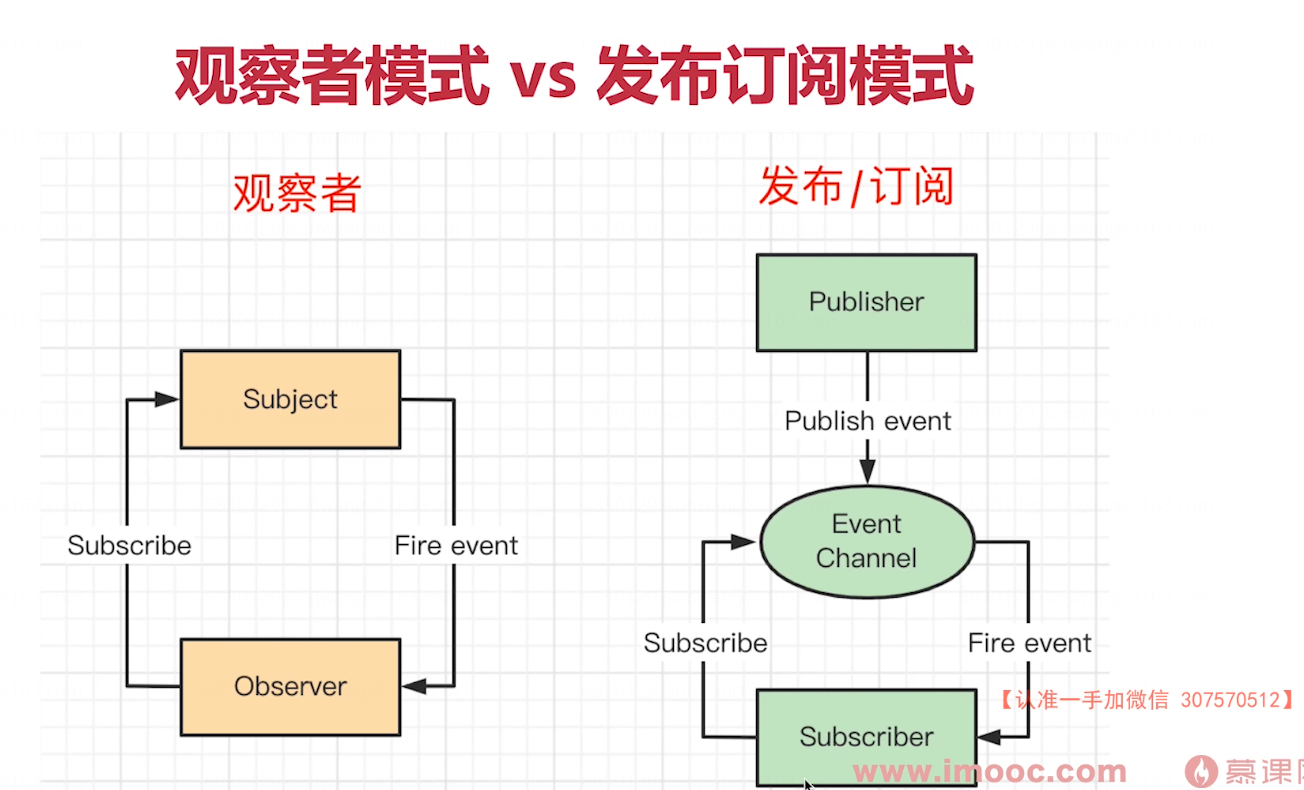 观察者模式 vs 发布订阅模式
观察者
发布/订阅
Publisher
Subject
Publish event
Event
Channel
Subscribe
Fire event
Subscribe
Fire event
Observer
Subscriber
【认准一手加微信 307570512】
www.imooc.com
慕课